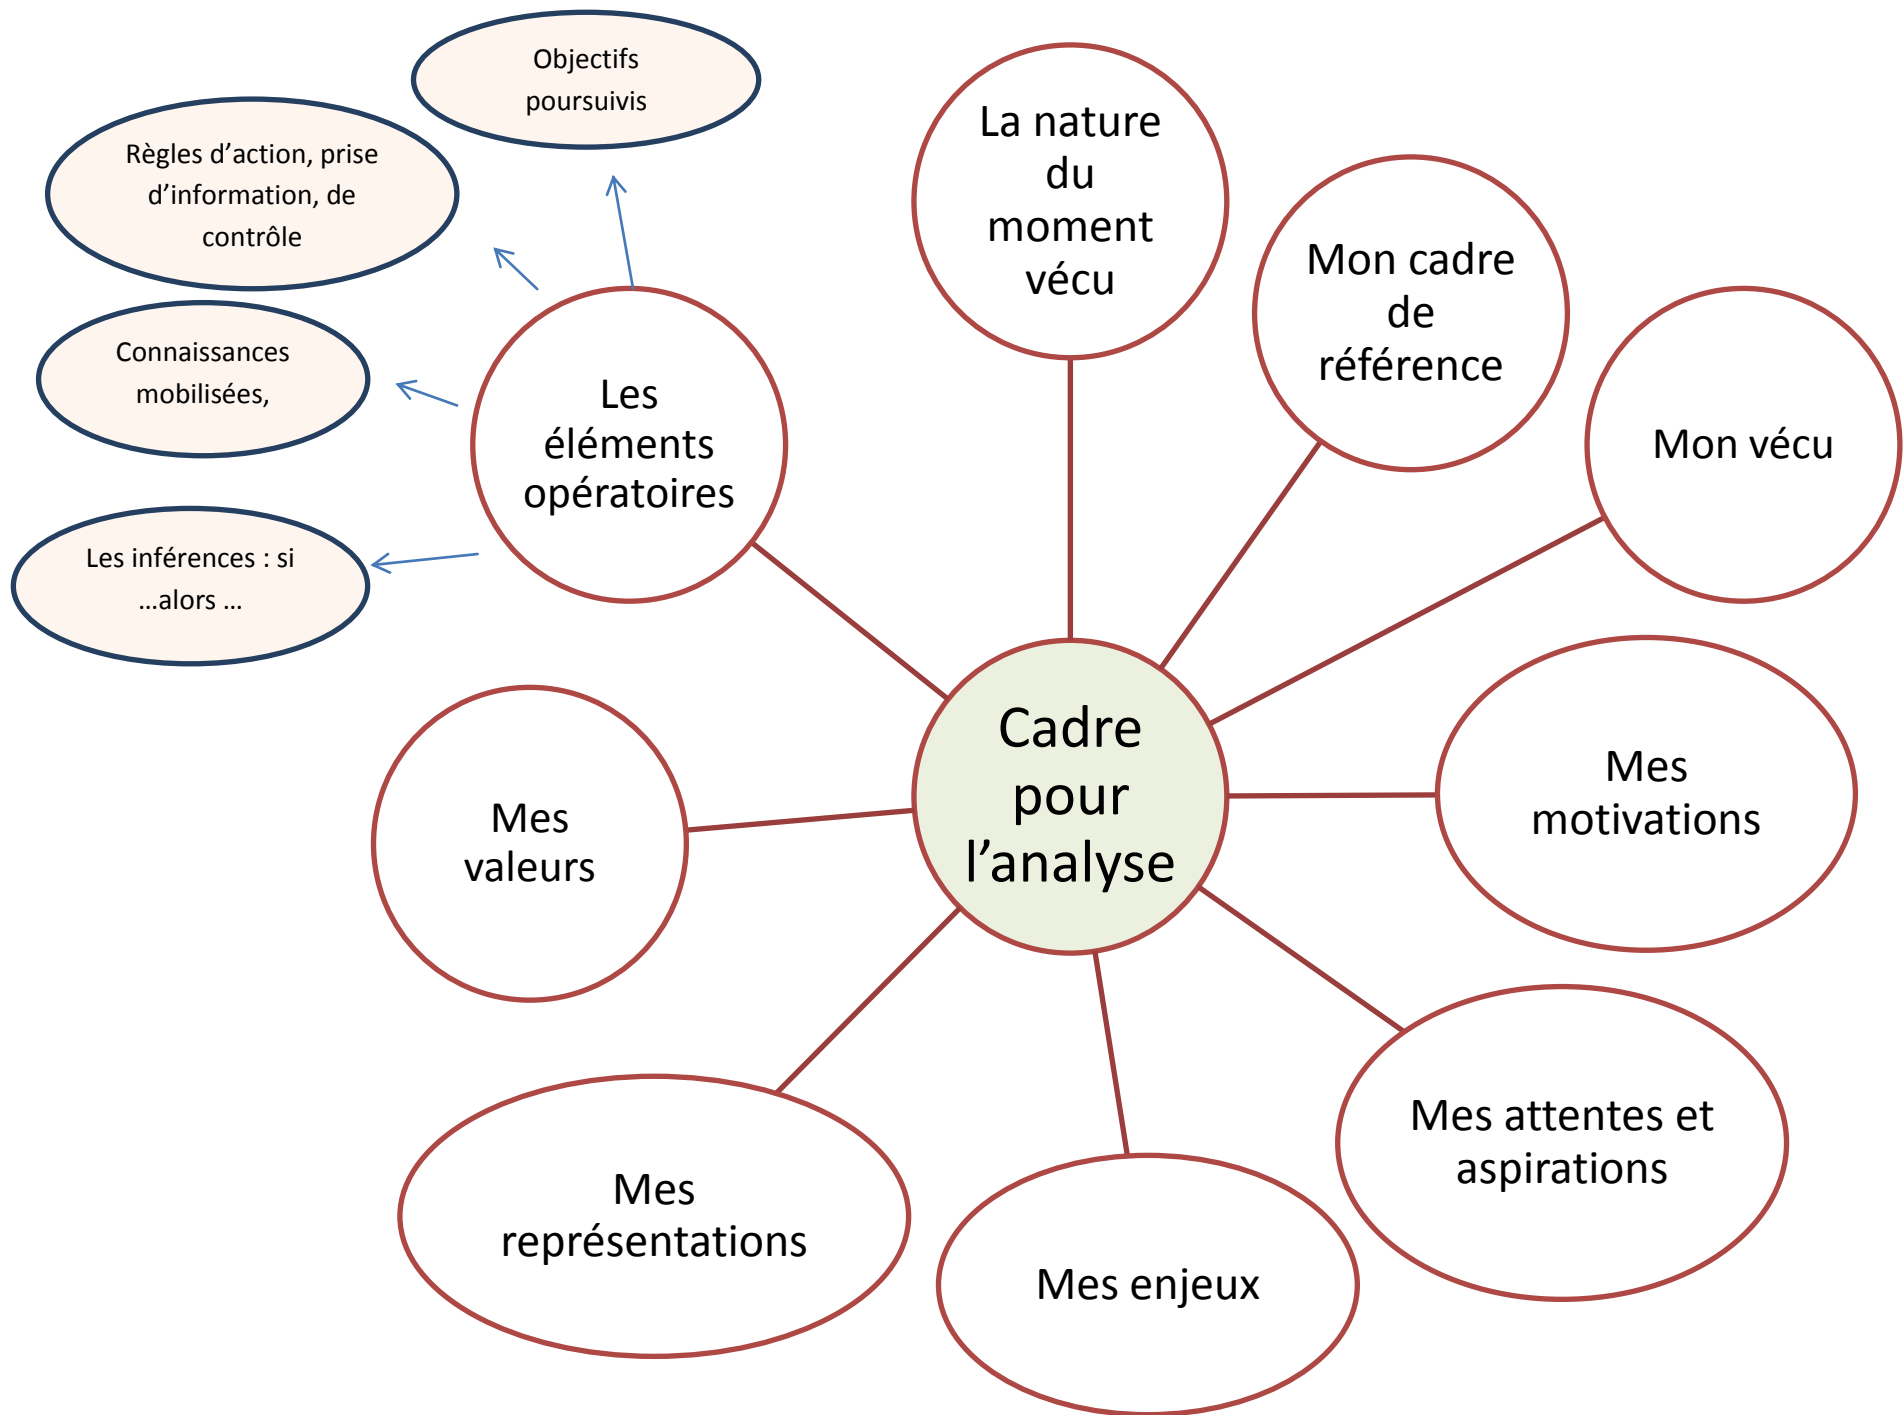 Objectifs
poursuivis
Règles d’action, prise
d’information, de
contrôle
Connaissances
mobilisées,
Les inférences : si
…alors …
Les
éléments
opératoires
La nature
du
moment
vécu
Mon cadre
de
référence
Mon vécu
Mes
motivations
Mes attentes et
aspirations
Mes enjeux
Mes
représentations
Mes
valeurs
Cadre
pour
l’analyse